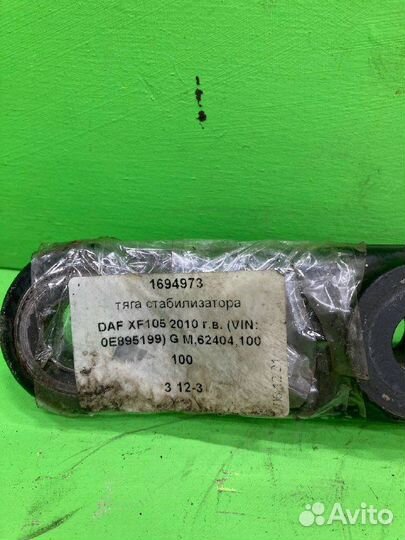 1694973
тяга стабилизатора
DAF XF105 2010 г.в. (VIN:
0E895199) G M,62404,100
100
3 12-3
Avito